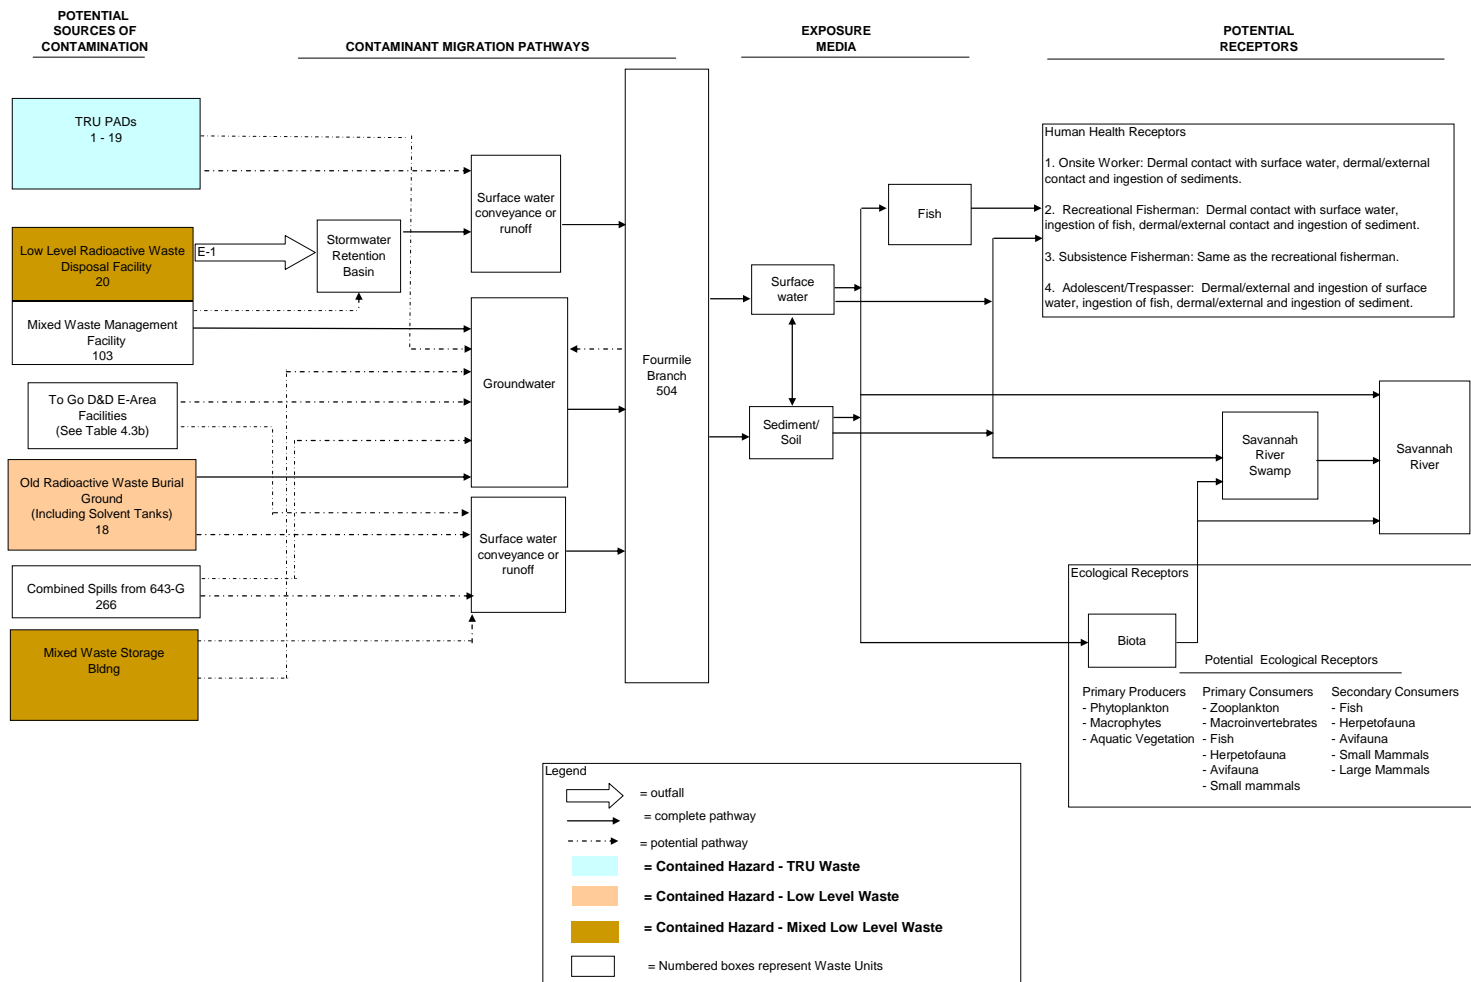 POTENTIAL
SOURCES OF
CONTAMINATION
CONTAMINANT MIGRATION PATHWAYS
EXPOSURE
MEDIA
POTENTIAL
RECEPTORS
TRU PADs
1 - 19
Low Level Radioactive Waste
Disposal Facility
20
E-1
Mixed Waste Management
Facility
103
To Go D&D E-Area
Facilities
(See Table 4.3b)
Old Radioactive Waste Burial
Ground
(Including Solvent Tanks)
18
Combined Spills from 643-G
266
Mixed Waste Storage
Bldng
Stormwater
Retention
Basin
Surface water
conveyance or
runoff
Groundwater
Surface water
conveyance or
runoff
Fourmile
Branch
504
Surface
water
Sediment/
Soil
Fish
Human Health Receptors
1. Onsite Worker: Dermal contact with surface water, dermal/external
contact and ingestion of sediments.
2. Recreational Fisherman: Dermal contact with surface water,
ingestion of fish, dermal/external contact and ingestion of sediment.
3. Subsistence Fisherman: Same as the recreational fisherman.
4. Adolescent/Trespasser: Dermal/external and ingestion of surface
water, ingestion of fish, dermal/external and ingestion of sediment.
Savannah
River
Swamp
Savannah
River
Ecological Receptors
Biota
Potential Ecological Receptors
Primary Producers
- Phytoplankton
- Macrophytes
- Aquatic Vegetation
Primary Consumers
- Zooplankton
- Macroinvertebrates
- Fish
- Herpetofauna
- Avifauna
- Small mammals
Secondary Consumers
- Fish
- Herpetofauna
- Avifauna
- Small Mammals
- Large Mammals
Legend
= outfall
= complete pathway
= potential pathway
= Contained Hazard - TRU Waste
= Contained Hazard - Low Level Waste
= Contained Hazard - Mixed Low Level Waste
= Numbered boxes represent Waste Units